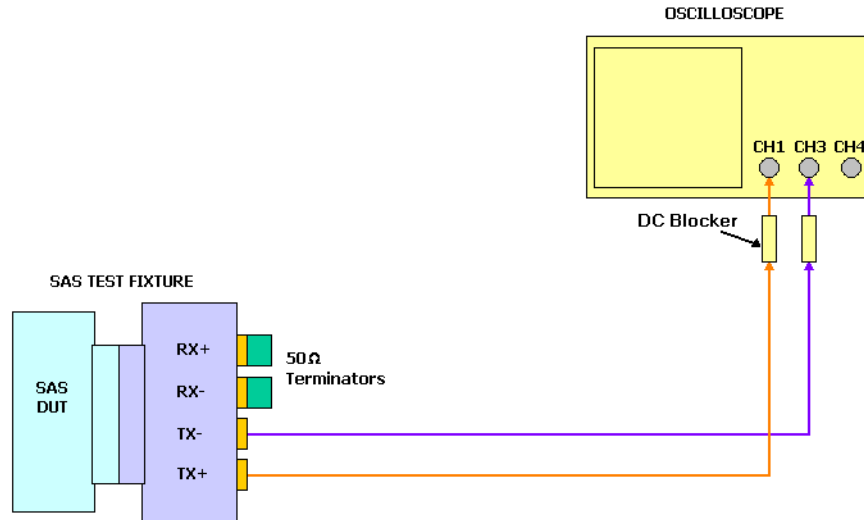 OSCILLOSCOPE
CH1 CH3 CH4
DC Blocker
SAS TEST FIXTURE
RX+
50Ω
Terminators
RX-
SAS
DUT
TX-
TX+